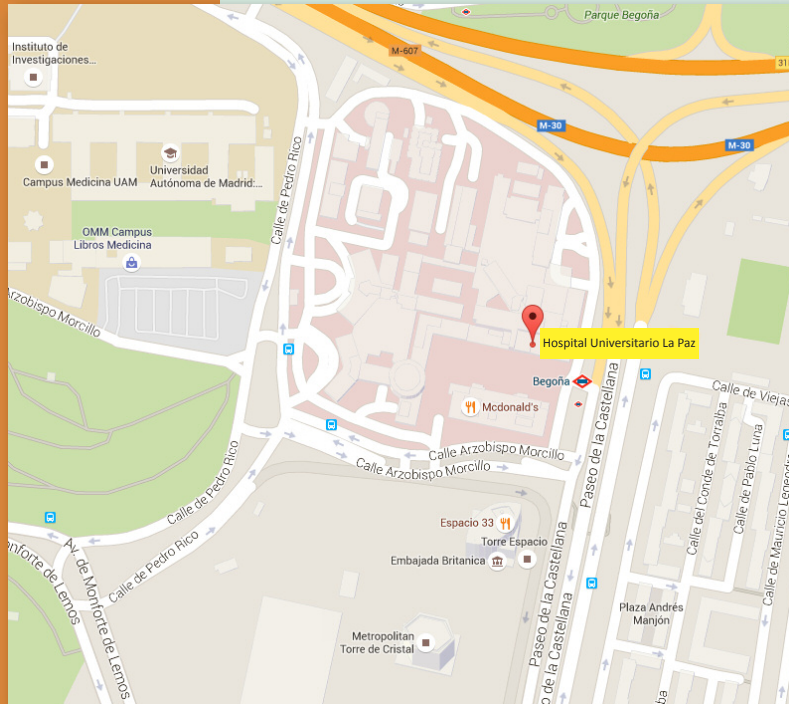 Parque Begoña
Instituto de
Investigaciones...
M-607
31
M-30
M-30
Campus Medicina UAM
Universidad
Autónoma de Madrid:...
Calle de Pedro Rico
OMM Campus
Libros Medicina
Arzobispo Morcillo
Hospital Universitario La Paz
Begoña
Mcdonald's
Paseo de la Castellana
Calle de Viejas
Calle del Conde de Torralba
Calle de Pablo Luna
Calle de Mauricio Legendre
Calle Arzobispo Morcillo
Calle Arzobispo Morcillo
Calle de Pedro Rico
Calle de Pedro Rico
Espacio 33
Torre Espacio
Embajada Britanica
Av. de Monforte de Lemos
onforte de Lemos
Paseo de la Castellana
o de la Castellana
Plaza Andrés
Manjón
Metropolitan
Torre de Cristal
ba